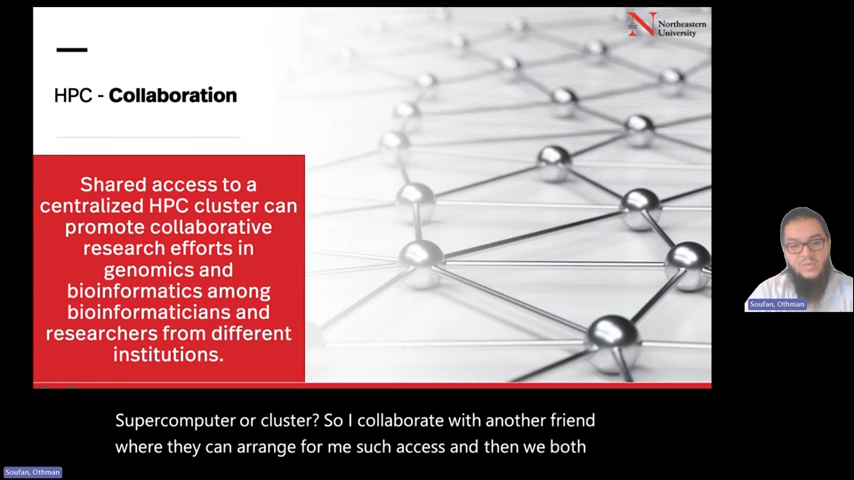 Northeastern
University
HPC - Collaboration
Shared access to a
centralized HPC cluster can
promote collaborative
research efforts in
genomics and
bioinformatics among
bioinformaticians and
researchers from different
institutions.
Soufan, Othman
Supercomputer or cluster? So I collaborate with another friend
where they can arrange for me such access and then we both
Soufan, Othman